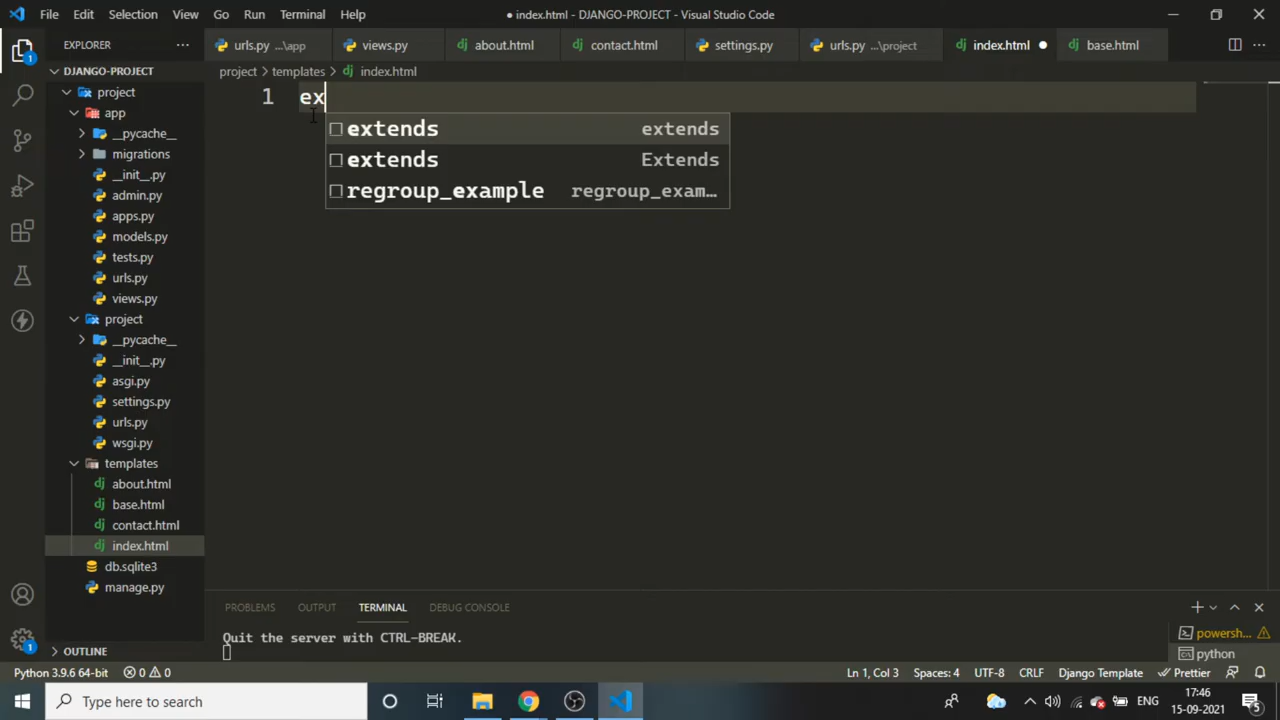 File Edit Selection View Go Run Terminal Help ● index.html - DJANGO-PROJECT - Visual Studio Code
EXPLORER ...
urls.py ...\app views.py about.html contact.html settings.py urls.py ...\project index.html ● base.html
DJANGO-PROJECT
project > templates > index.html
project
app
__pycache__
migrations
__init__.py
admin.py
apps.py
models.py
tests.py
urls.py
views.py
project
__pycache__
__init__.py
asgi.py
settings.py
urls.py
wsgi.py
templates
about.html
base.html
contact.html
index.html
db.sqlite3
manage.py
OUTLINE
1 ex
extends extends
extends Extends
regroup_example regroup_exam...
PROBLEMS OUTPUT TERMINAL DEBUG CONSOLE
Quit the server with CTRL-BREAK.
powersh...
python
Python 3.9.6 64-bit 0 0 Ln 1, Col 3 Spaces: 4 UTF-8 CRLF Django Template Prettier
Type here to search
ENG
17:46
15-09-2021
5
1
1